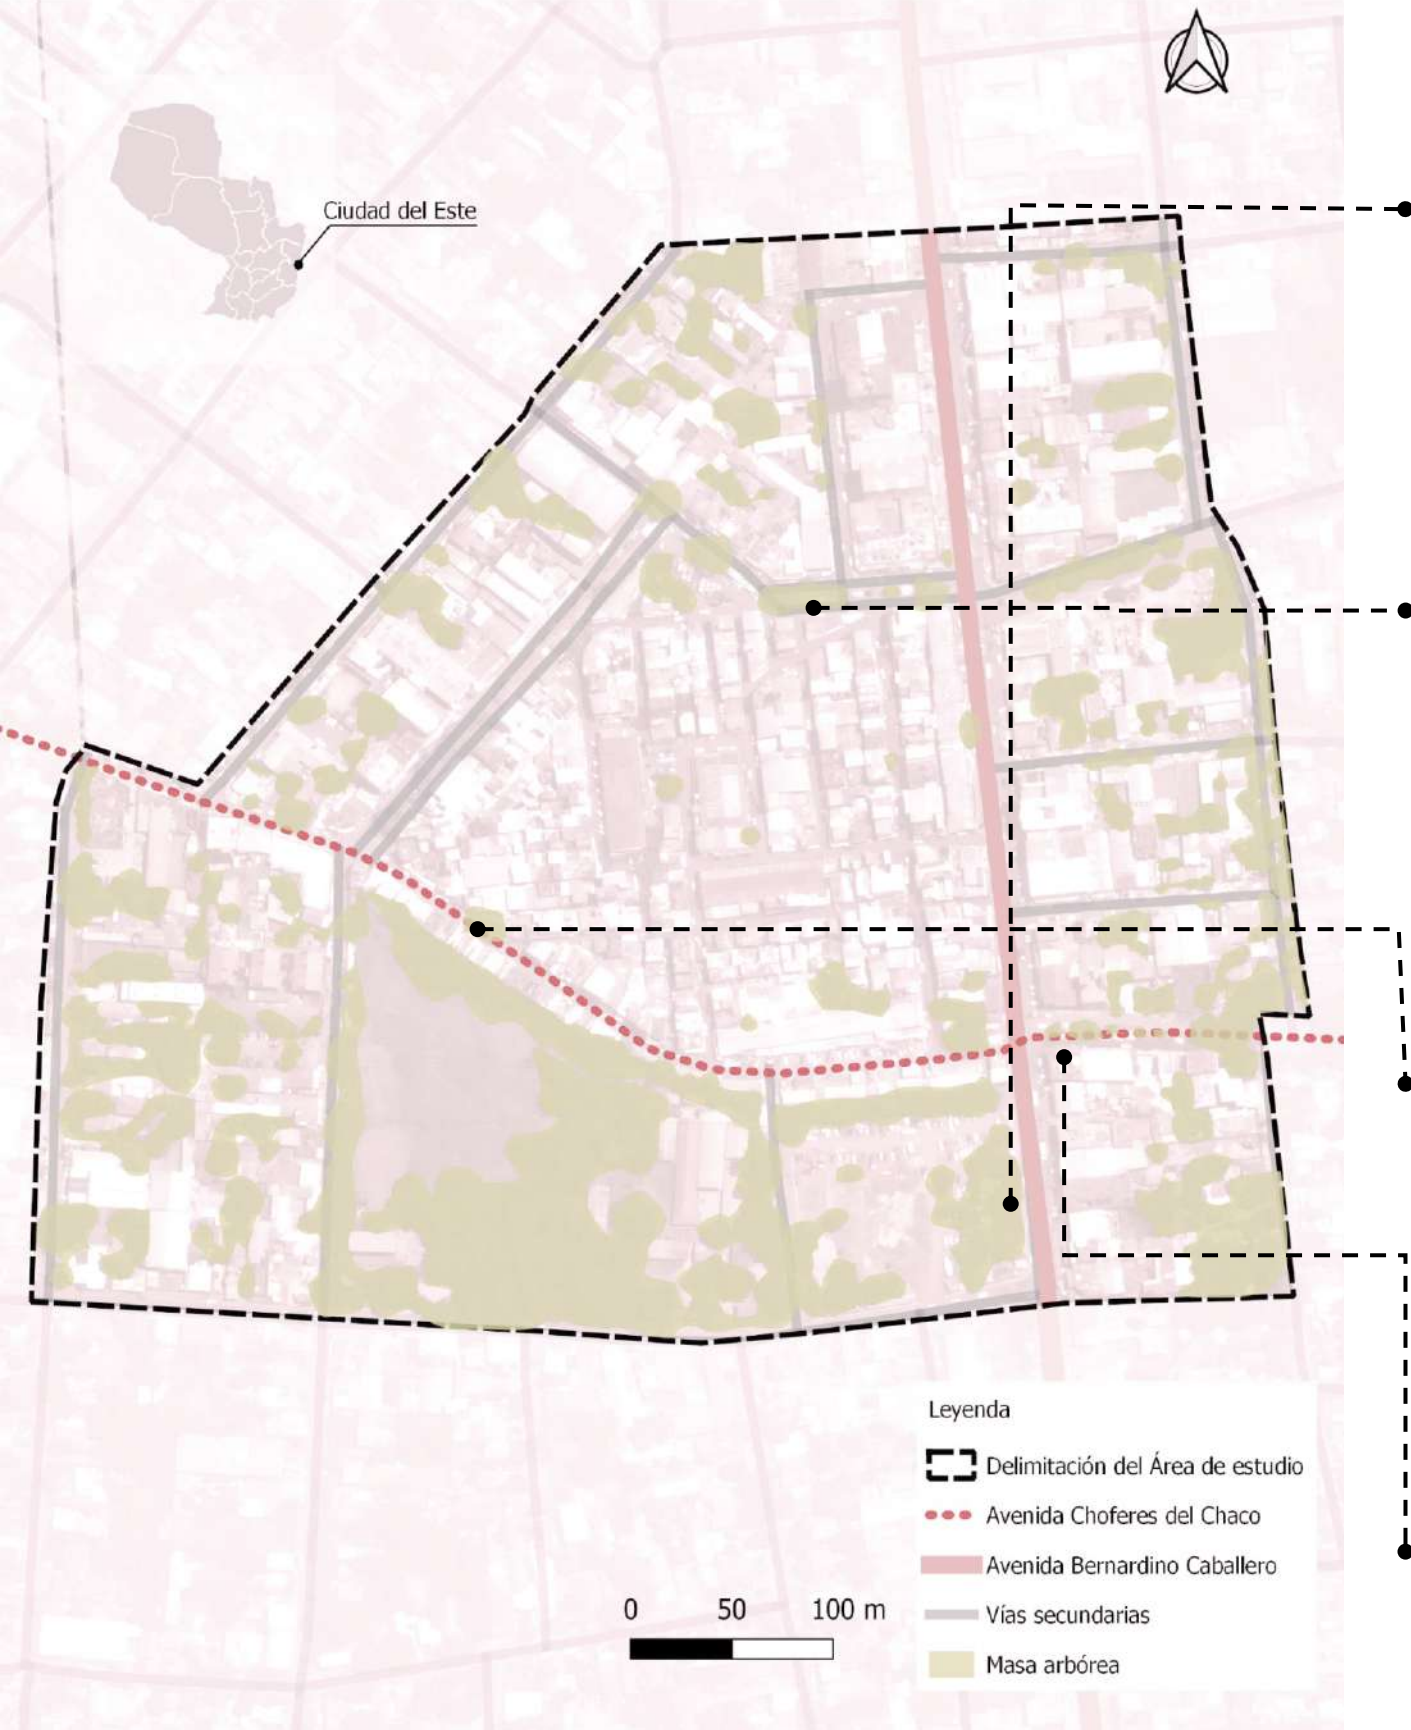 Ciudad del Este
Leyenda
Delimitación del Área de estudio
Avenida Choferes del Chaco
Avenida Bernardino Caballero
Vías secundarias
Masa arbórea
0 50 100 m